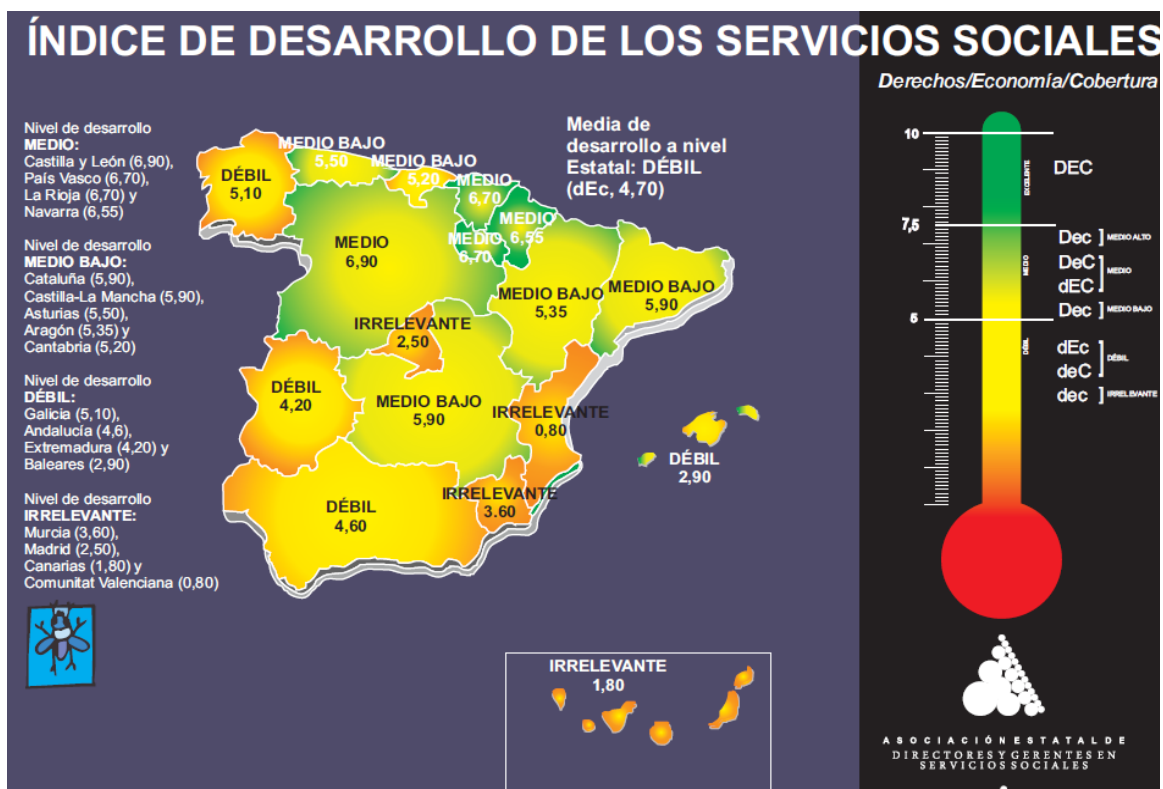 ÍNDICE DE DESARROLLO DE LOS SERVICIOS SOCIALES
Derechos/Economía/Cobertura
Nivel de desarrollo
MEDIO:
Castilla y León (6,90),
País Vasco (6,70),
La Rioja (6,70) y
Navarra (6,55)
Nivel de desarrollo
MEDIO BAJO:
Cataluña (5,90),
Castilla-La Mancha (5,90),
Asturias (5,50),
Aragón (5,35) y
Cantabria (5,20)
Nivel de desarrollo
DÉBIL:
Galicia (5,10),
Andalucía (4,6),
Extremadura (4,20) y
Baleares (2,90)
Nivel de desarrollo
IRRELEVANTE:
Murcia (3,60),
Madrid (2,50),
Canarias (1,80) y
Comunitat Valenciana (0,80)
Media de
desarrollo a nivel
Estatal: DÉBIL
(dEc, 4,70)
DÉBIL
5,10
MEDIO BAJO
5,50
MEDIO BAJO
5,20
MEDIO
6,70
MEDIO
6,55
MEDIO
6,70
MEDIO
6,90
MEDIO BAJO
5,35
MEDIO BAJO
5,90
IRRELEVANTE
2,50
DÉBIL
4,20
MEDIO BAJO
5,90
IRRELEVANTE
0,80
DÉBIL
2,90
IRRELEVANTE
3.60
DÉBIL
4,60
IRRELEVANTE
1,80
10
7,5
5
EXCELENTE
MEDIO
DÉBIL
DEC
Dec ] MEDIO ALTO
DeC
dEC
] MEDIO
Dec ] MEDIO BAJO
dEc
deC
] DÉBIL
dec ] IRRELEVANTE
ASOCIACIÓN ESTATAL DE
DIRECTORES Y GERENTES EN
SERVICIOS SOCIALES